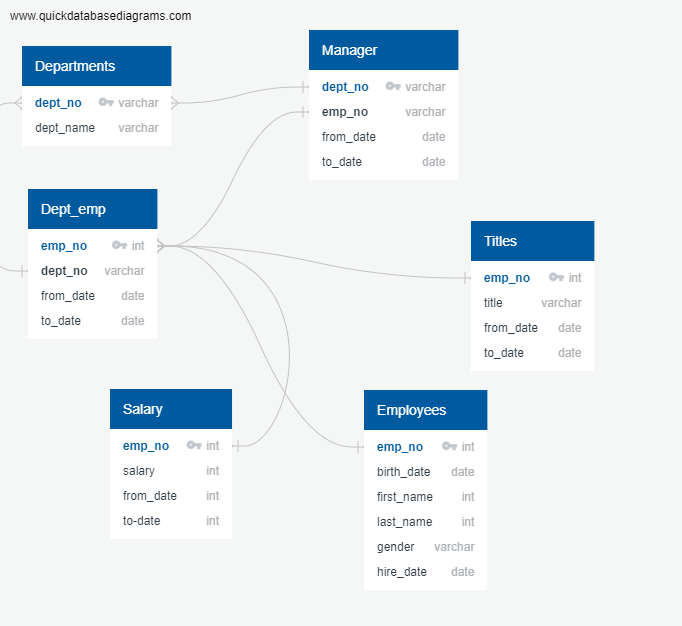 www.quickdatabasediagrams.com
Departments
dept_no varchar
dept_name varchar
Manager
dept_no varchar
emp_no varchar
from_date date
to_date date
Dept_emp
emp_no int
dept_no varchar
from_date date
to_date date
Titles
emp_no int
title varchar
from_date date
to_date date
Salary
emp_no int
salary int
from_date int
to-date int
Employees
emp_no int
birth_date date
first_name int
last_name int
gender varchar
hire_date date